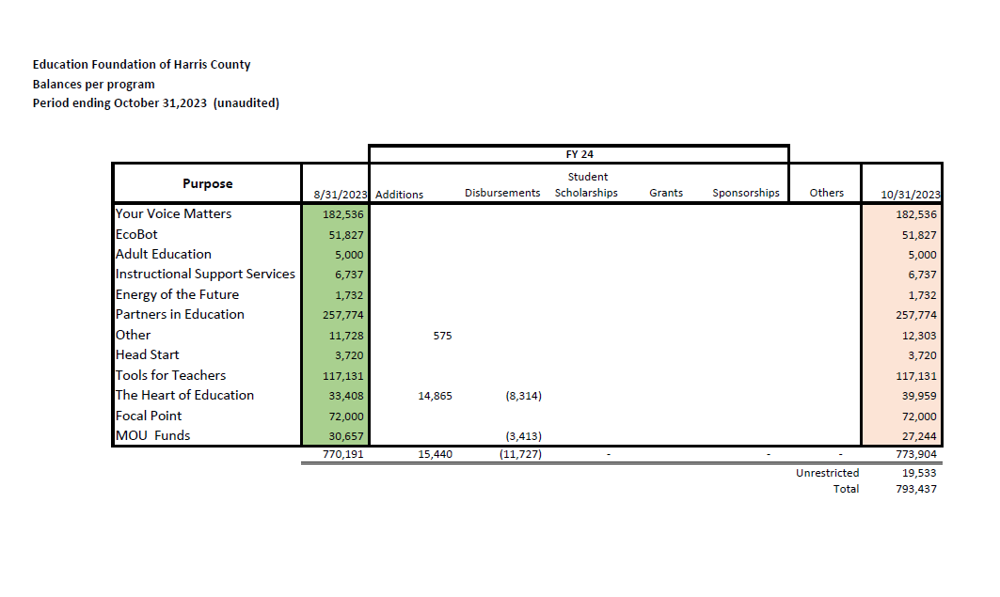 Education Foundation of Harris County
Balances per program
Period ending October 31,2023 (unaudited)
FY 24
Purpose 8/31/2023 Additions Disbursements Student Scholarships Grants Sponsorships Others 10/31/2023
Your Voice Matters 182,536 182,536
EcoBot 51,827 51,827
Adult Education 5,000 5,000
Instructional Support Services 6,737 6,737
Energy of the Future 1,732 1,732
Partners in Education 257,774 257,774
Other 11,728 575 12,303
Head Start 3,720 3,720
Tools for Teachers 117,131 117,131
The Heart of Education 33,408 14,865 (8,314) 39,959
Focal Point 72,000 72,000
MOU Funds 30,657 (3,413) 27,244
770,191 15,440 (11,727) - - - 773,904
Unrestricted 19,533
Total 793,437